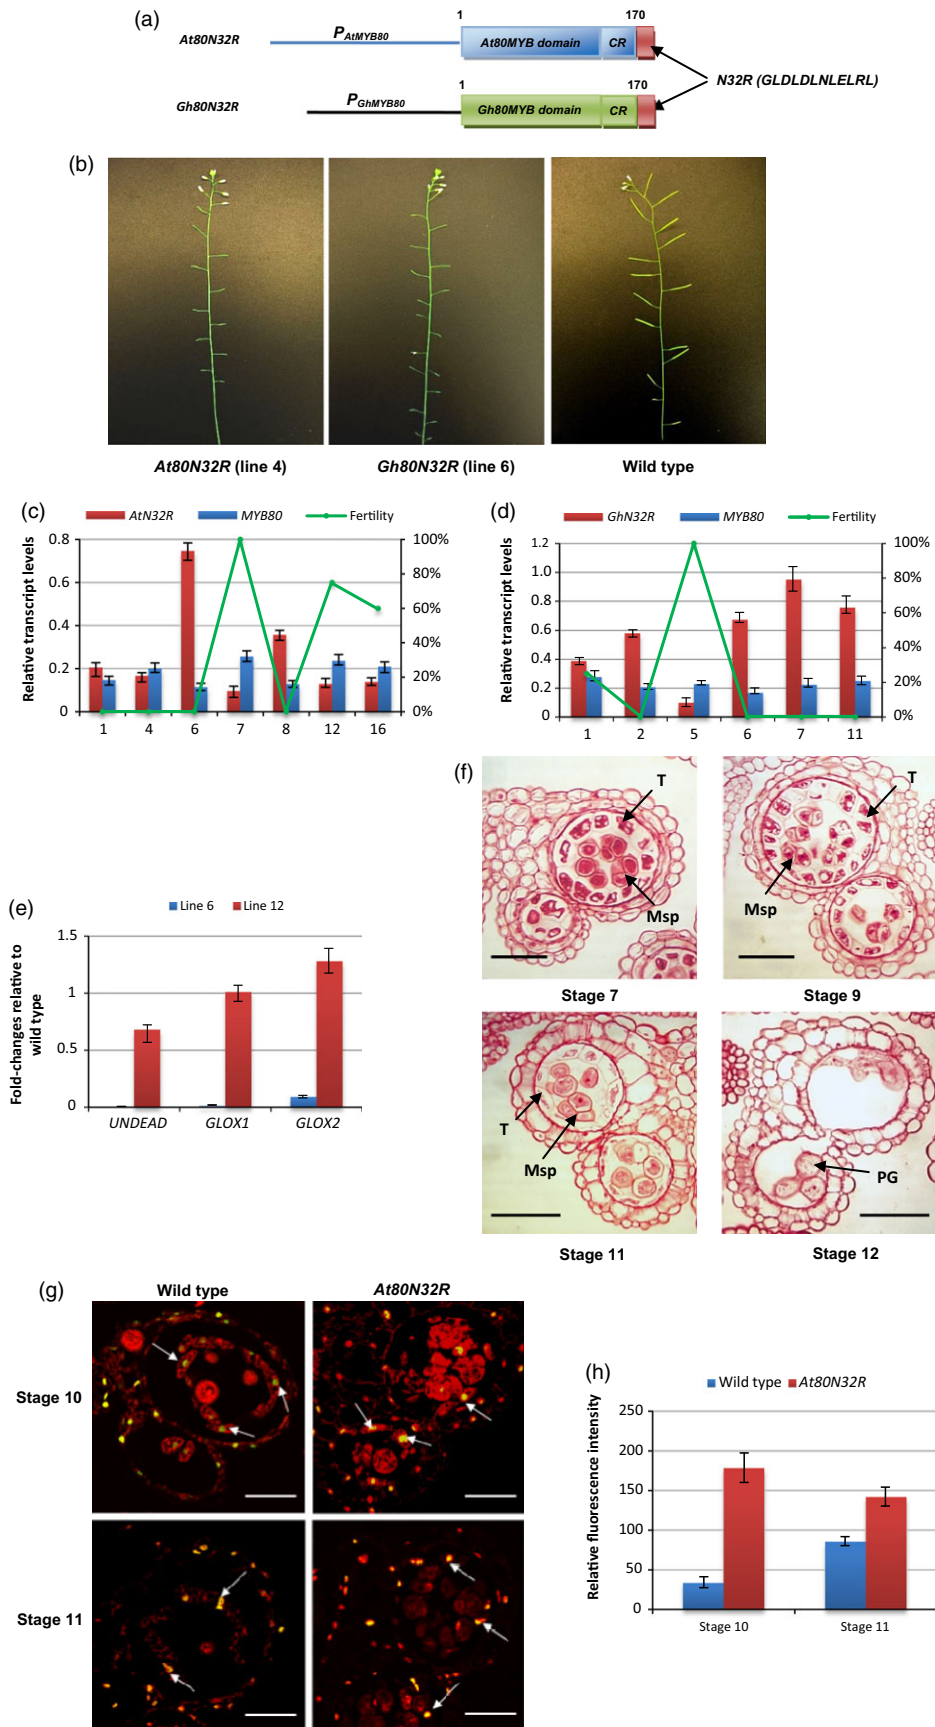 (a)
1 170
At80N32R P_AtMYB80 At80MYB domain CR
1 170
N32R (GLDLDLNLELRL)
Gh80N32R P_GhMYB80 Gh80MYB domain CR
(b)
At80N32R (line 4) Gh80N32R (line 6) Wild type
(c)
AtN32R MYB80 Fertility
Relative transcript levels
0.8
0.6
0.4
0.2
0
100%
80%
60%
40%
20%
0%
1 4 6 7 8 12 16
(d)
GhN32R MYB80 Fertility
Relative transcript levels
1.2
1.0
0.8
0.6
0.4
0.2
0
100%
80%
60%
40%
20%
0%
1 2 5 6 7 11
(e)
Line 6 Line 12
Fold-changes relative to
wild type
1.5
1
0.5
0
UNDEAD GLOX1 GLOX2
(f)
T
Msp
Stage 7
T
Msp
Stage 9
T
Msp
Stage 11
PG
Stage 12
(g)
Wild type At80N32R
Stage 10
Stage 11
(h)
Wild type At80N32R
Relative fluorescence intensity
250
200
150
100
50
0
Stage 10 Stage 11